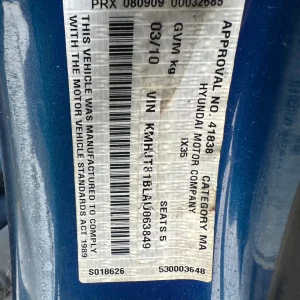 PRX 080909 00032685
APPROVAL NO. 41838 CATEGORY MA
HYUNDAI MOTOR COMPANY
iX35
GVM kg SEATS 5
03/10
VIN KMHJT81BLAU063849
THIS VEHICLE WAS MANUFACTURED TO COMPLY
WITH THE MOTOR VEHICLE STANDARDS ACT 1989
S018626 530003648